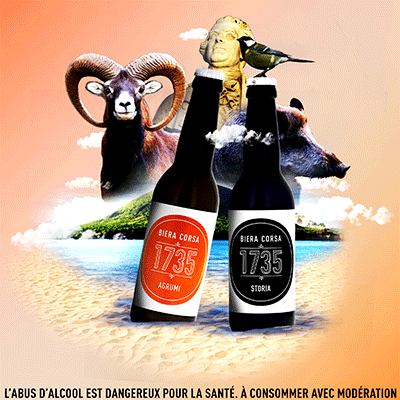 BIERA CORSA
1735
AGRUMI
BIERA CORSA
1735
STORIA
L'ABUS D'ALCOOL EST DANGEREUX POUR LA SANTÉ. À CONSOMMER AVEC MODÉRATION